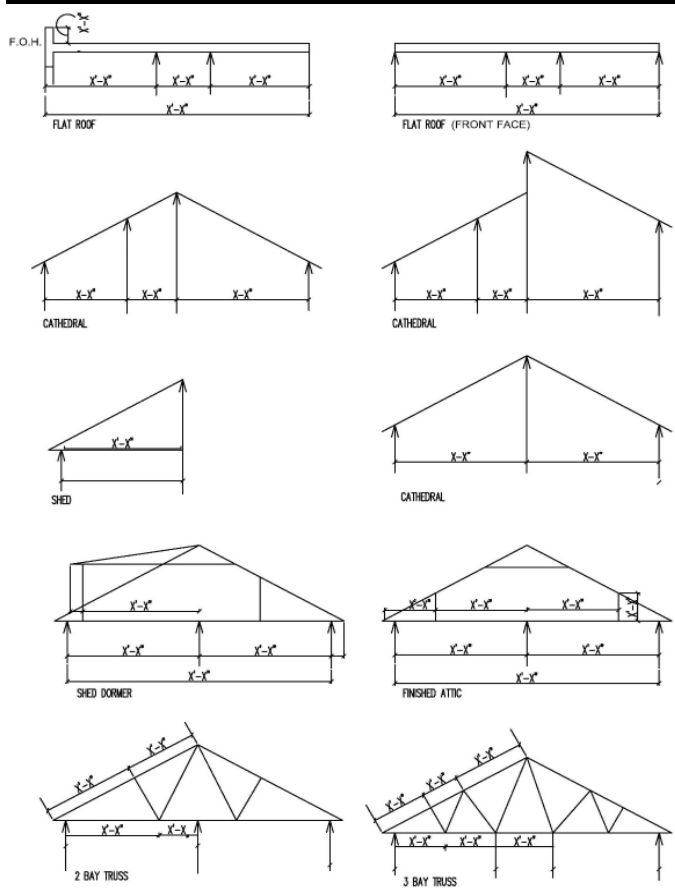 X'-X"
F.O.H.
X'-X" X'-X" X'-X"
X'-X"
FLAT ROOF
X'-X" X'-X" X'-X"
X'-X"
FLAT ROOF (FRONT FACE)
X-X" X-X" X-X"
CATHEDRAL
X-X" X-X" X-X"
CATHEDRAL
X'-X"
SHED
X-X" X-X"
CATHEDRAL
X'-X"
X'-X" X'-X"
X'-X"
SHED DORMER
X'-X" X'-X" X'-X" X'-X"
X'-X" X'-X"
X'-X"
FINISHED ATTIC
X'-X"
X'-X"
X'-X" X'-X"
2 BAY TRUSS
X'-X"
X'-X"
X'-X"
X'-X" X'-X" X'-X"
3 BAY TRUSS